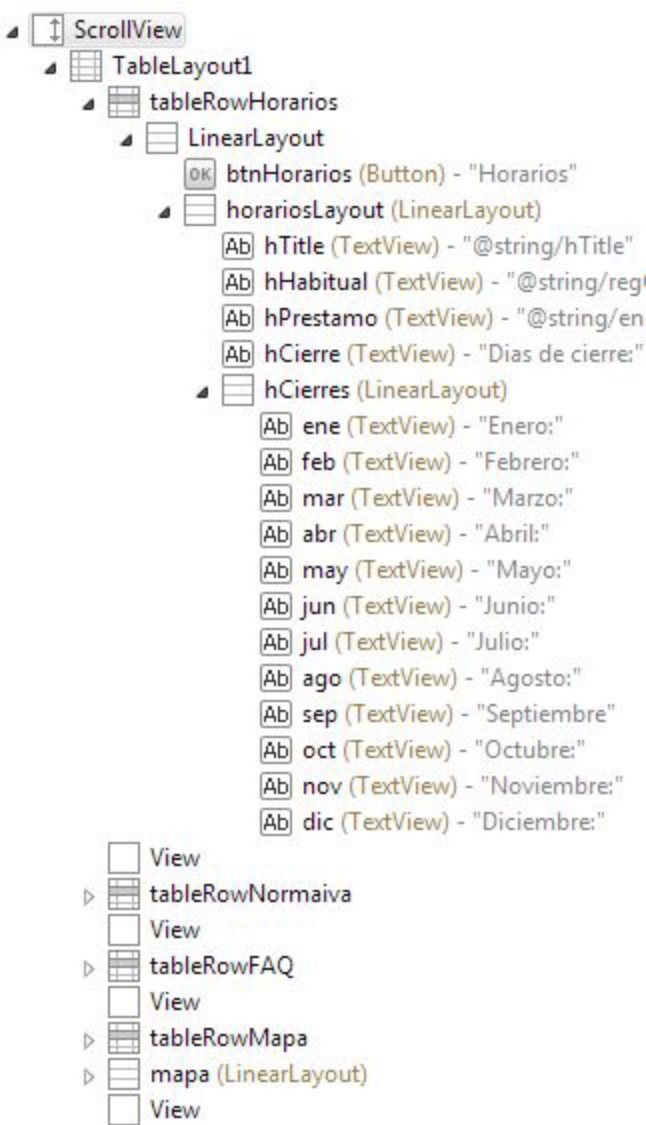 ScrollView
TableLayout1
tableRowHorarios
LinearLayout
OK btnHorarios (Button) - "Horarios"
horariosLayout (LinearLayout)
Ab hTitle (TextView) - "@string/hTitle"
Ab hHabitual (TextView) - "@string/reg
Ab hPrestamo (TextView) - "@string/en
Ab hCierre (TextView) - "Dias de cierre:"
hCierres (LinearLayout)
Ab ene (TextView) - "Enero:"
Ab feb (TextView) - "Febrero:"
Ab mar (TextView) - "Marzo:"
Ab abr (TextView) - "Abril:"
Ab may (TextView) - "Mayo:"
Ab jun (TextView) - "Junio:"
Ab jul (TextView) - "Julio:"
Ab ago (TextView) - "Agosto:"
Ab sep (TextView) - "Septiembre"
Ab oct (TextView) - "Octubre:"
Ab nov (TextView) - "Noviembre:"
Ab dic (TextView) - "Diciembre:"
View
tableRowNormaiva
View
tableRowFAQ
View
tableRowMapa
mapa (LinearLayout)
View